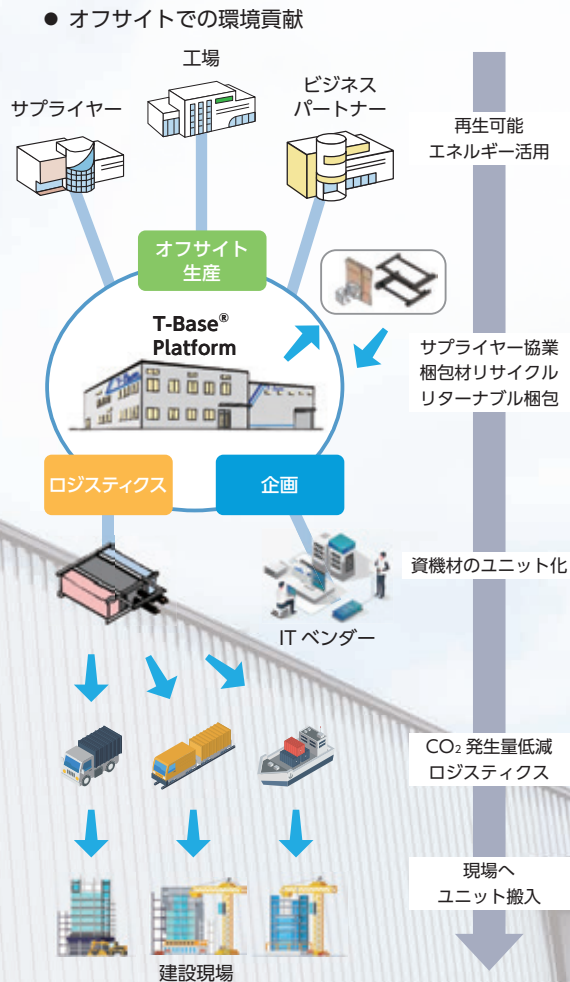 ● オフサイトでの環境貢献
工場
サプライヤー
ビジネス
パートナー
再生可能
エネルギー活用
オフサイト
生産
T-Base®
Platform
サプライヤー協業
梱包材リサイクル
リターナブル梱包
ロジスティクス
企画
資機材のユニット化
IT ベンダー
CO₂ 発生量低減
ロジスティクス
現場へ
ユニット搬入
建設現場